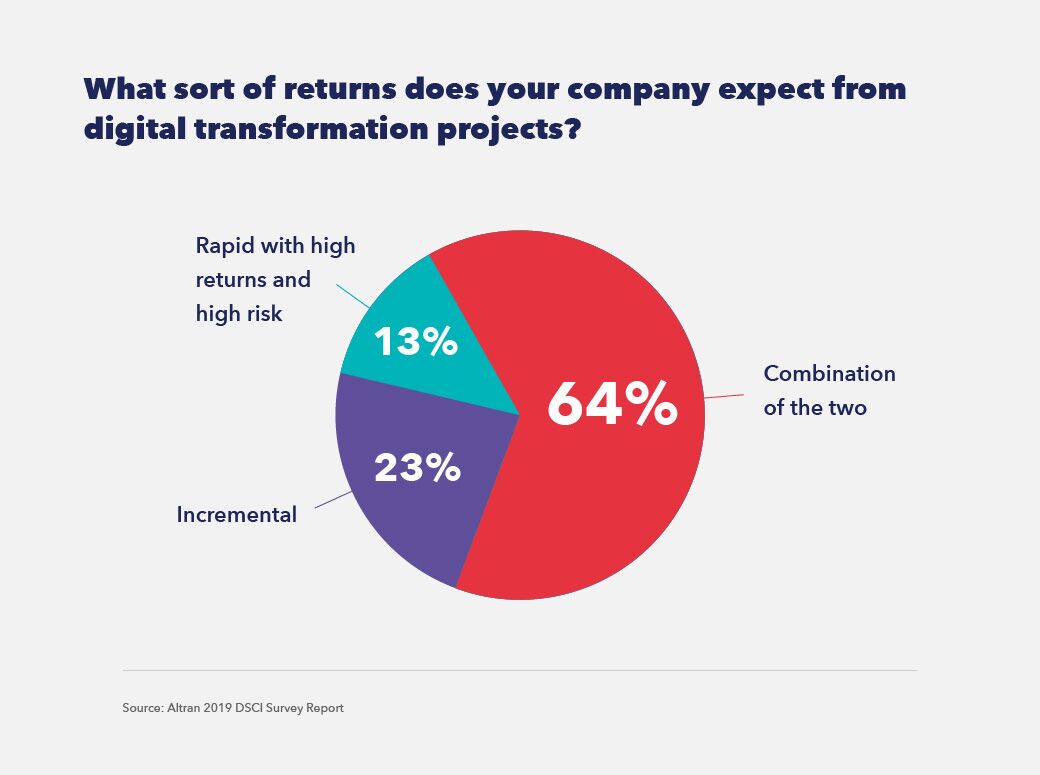 What sort of returns does your company expect from
digital transformation projects?
Rapid with high
returns and
high risk
13%
64%
Combination
of the two
23%
Incremental
Source: Altran 2019 DSCI Survey Report